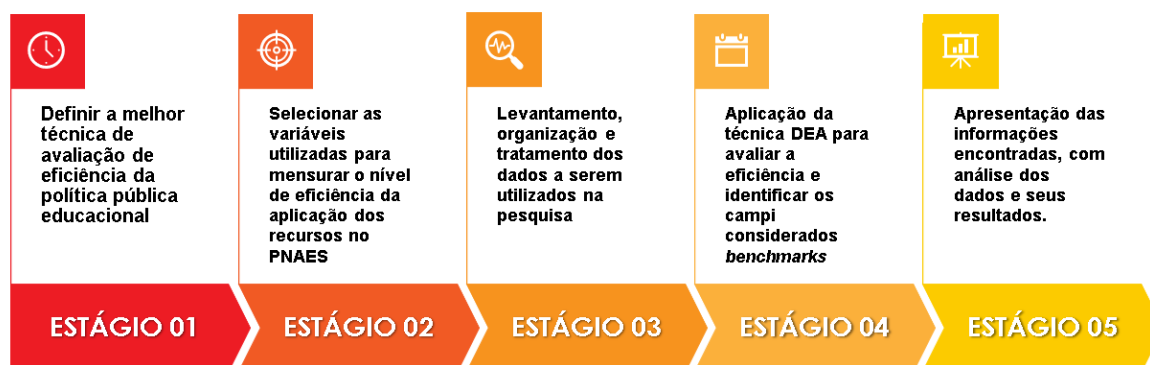 Definir a melhor
técnica de
avaliação de
eficiência da
política pública
educacional
ESTÁGIO 01
Selecionar as
variáveis
utilizadas para
mensurar o nível
de eficiência da
aplicação dos
recursos no
PNAES
ESTÁGIO 02
Levantamento,
organização e
tratamento dos
dados a serem
utilizados na
pesquisa
ESTÁGIO 03
Aplicação da
técnica DEA para
avaliar a
eficiência e
identificar os
campi
considerados
benchmarks
ESTÁGIO 04
Apresentação das
informações
encontradas, com
análise dos
dados e seus
resultados.
ESTÁGIO 05